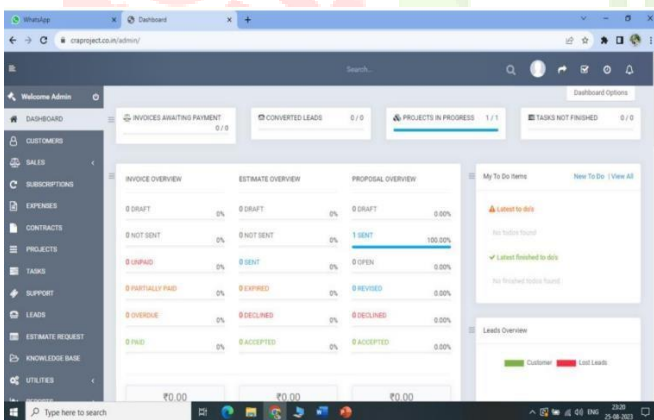 WhatsApp
Dashboard
craproject.co.in/admin/
Search...
Welcome Admin
Dashboard Options
DASHBOARD
CUSTOMERS
SALES
SUBSCRIPTIONS
EXPENSES
CONTRACTS
PROJECTS
TASKS
SUPPORT
LEADS
ESTIMATE REQUEST
KNOWLEDGE BASE
UTILITIES
REPORTS
INVOICES AWAITING PAYMENT 0 / 0
CONVERTED LEADS 0 / 0
PROJECTS IN PROGRESS 1 / 1
TASKS NOT FINISHED 0 / 0
INVOICE OVERVIEW
0 DRAFT 0%
0 NOT SENT 0%
0 UNPAID 0%
0 PARTIALLY PAID 0%
0 OVERDUE 0%
0 PAID 0%
₹0.00
ESTIMATE OVERVIEW
0 DRAFT 0%
0 NOT SENT 0%
0 SENT 0%
0 EXPIRED 0%
0 DECLINED 0%
0 ACCEPTED 0%
₹0.00
PROPOSAL OVERVIEW
0 DRAFT 0.00%
1 SENT 100.00%
0 OPEN 0.00%
0 REVISED 0.00%
0 DECLINED 0.00%
0 ACCEPTED 0.00%
₹0.00
My To Do Items
New To Do | View All
Latest to do's
No todos found
Latest finished to do's
No finished todos found
Leads Overview
Customer
Lost Leads
Type here to search
ENG
23:20
25-08-2023